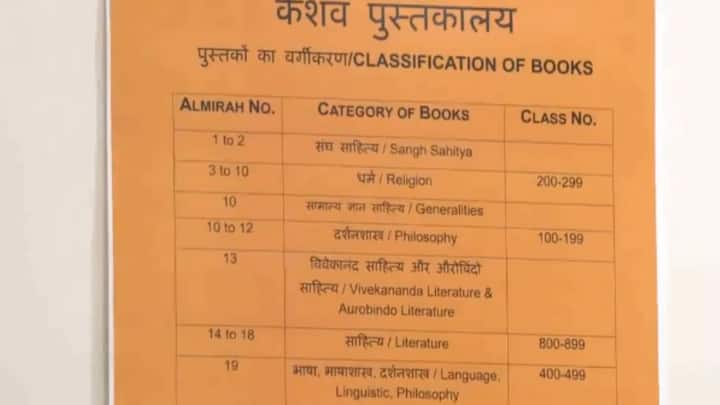 केशव पुस्तकालय
पुस्तकों का वर्गीकरण/CLASSIFICATION OF BOOKS
ALMIRAH NO. CATEGORY OF BOOKS CLASS NO.
1 to 2 संघ साहित्य / Sangh Sahitya
3 to 10 धर्म / Religion 200-299
10 सामान्य ज्ञान साहित्य / Generalities
10 to 12 दर्शनशास्त्र / Philosophy 100-199
13 विवेकानंद साहित्य और औरोविंदो
साहित्य / Vivekananda Literature &
Aurobindo Literature
14 to 18 साहित्य / Literature 800-899
19 भाषा, भाषाशास्त्र, दर्शनशास्त्र / Language, 400-499
Linguistic, Philosophy